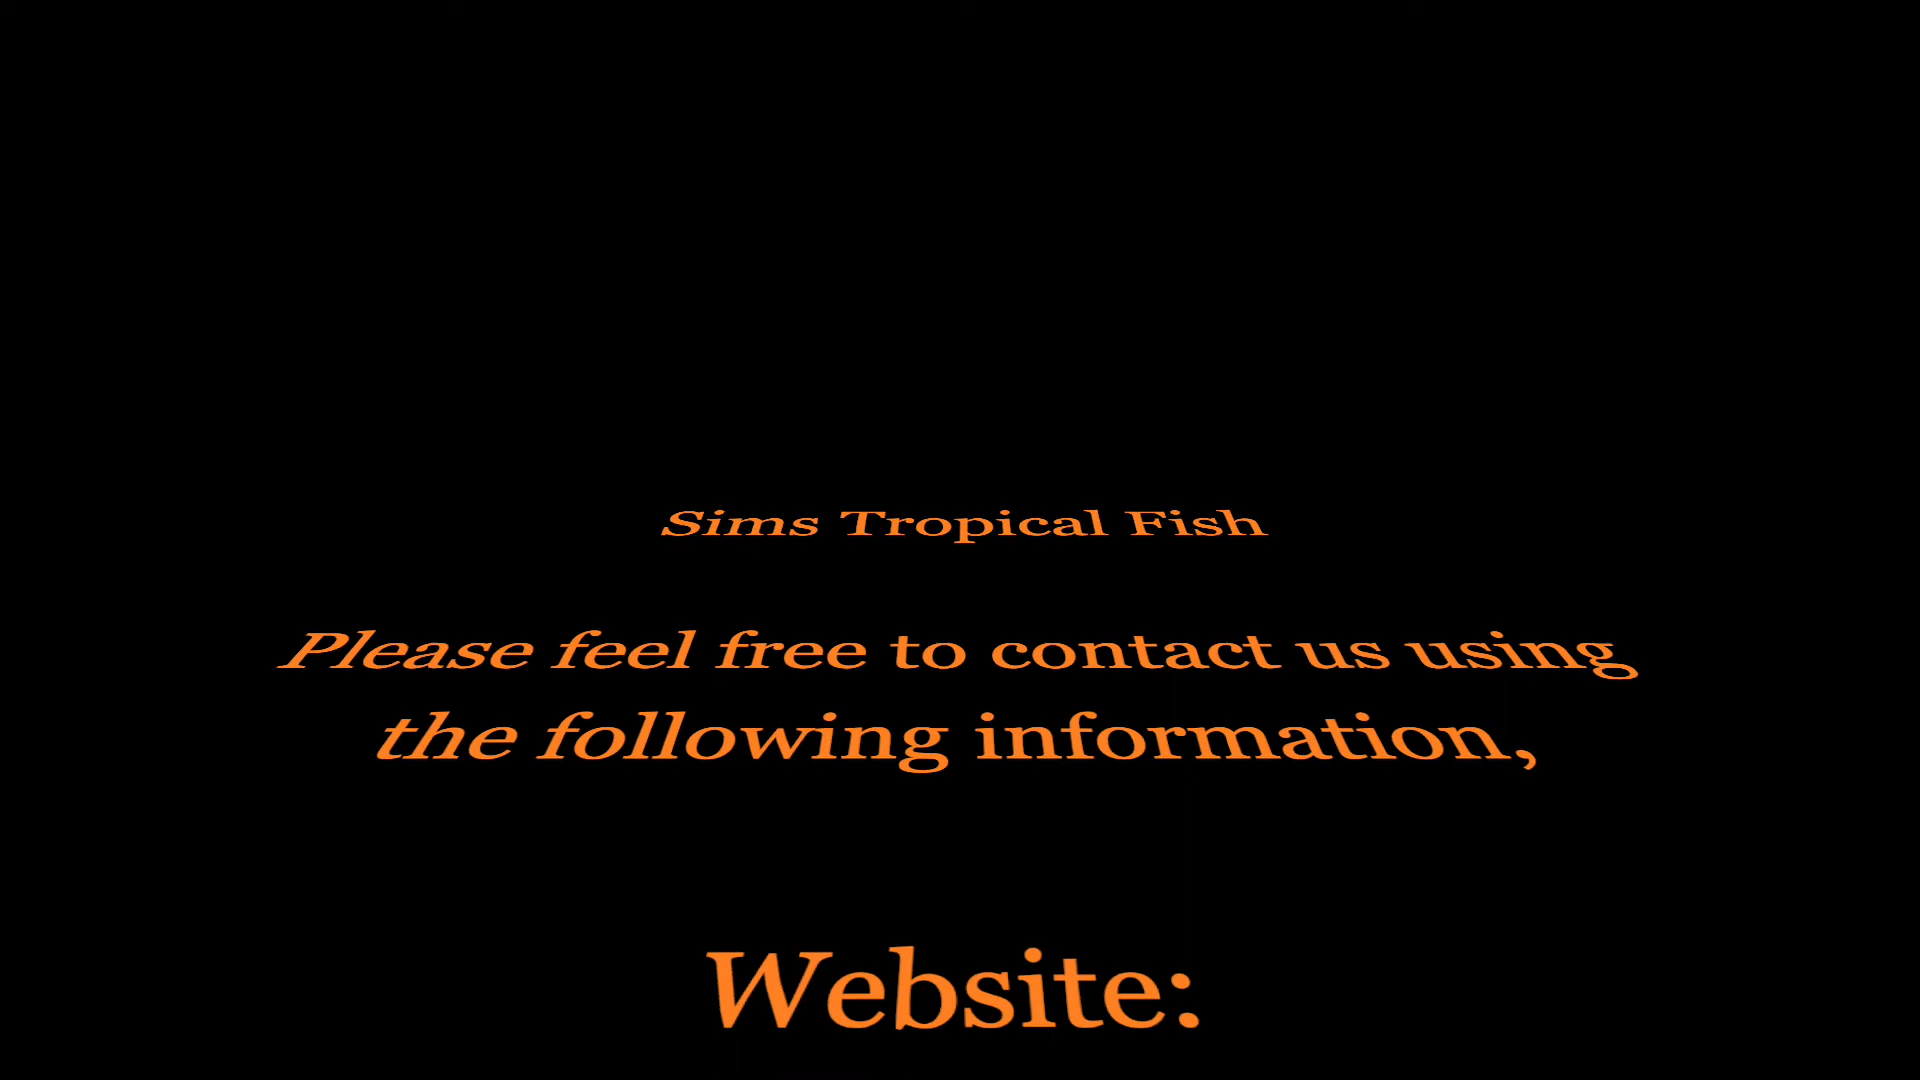 Sims Tropical Fish
Please feel free to contact us using
the following information,
Website: